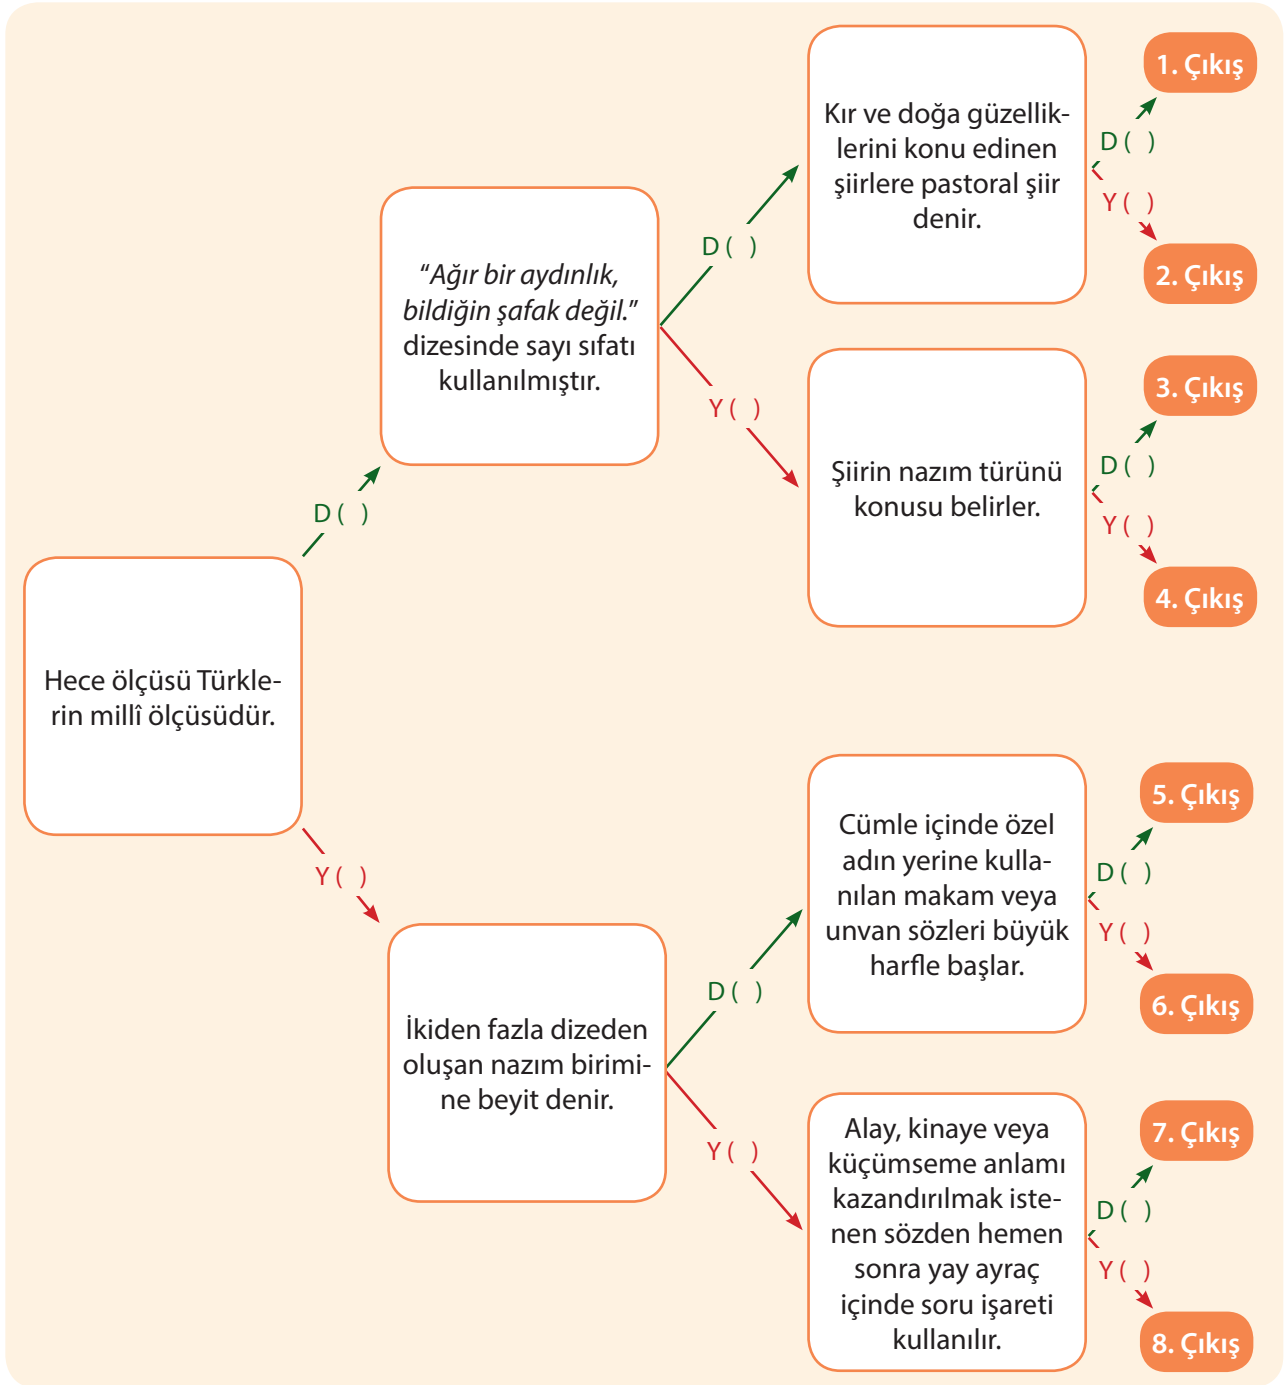 Hece ölçüsü Türkle-
rin millî ölçüsüdür.
D (  )
Y (  )
“Ağır bir aydınlık,
bildiğin şafak değil.”
dizesinde sayı sıfatı
kullanılmıştır.
D (  )
Y (  )
Kır ve doğa güzellik-
lerini konu edinen
şiirlere pastoral şiir
denir.
D (  )
Y (  )
1. Çıkış
2. Çıkış
Şiirin nazım türünü
konusu belirler.
D (  )
Y (  )
3. Çıkış
4. Çıkış
İkiden fazla dizeden
oluşan nazım birimi-
ne beyit denir.
D (  )
Y (  )
Cümle içinde özel
adın yerine kulla-
nılan makam veya
unvan sözleri büyük
harfle başlar.
D (  )
Y (  )
5. Çıkış
6. Çıkış
Alay, kinaye veya
küçümseme anlamı
kazandırılmak iste-
nen sözden hemen
sonra yay ayraç
içinde soru işareti
kullanılır.
D (  )
Y (  )
7. Çıkış
8. Çıkış